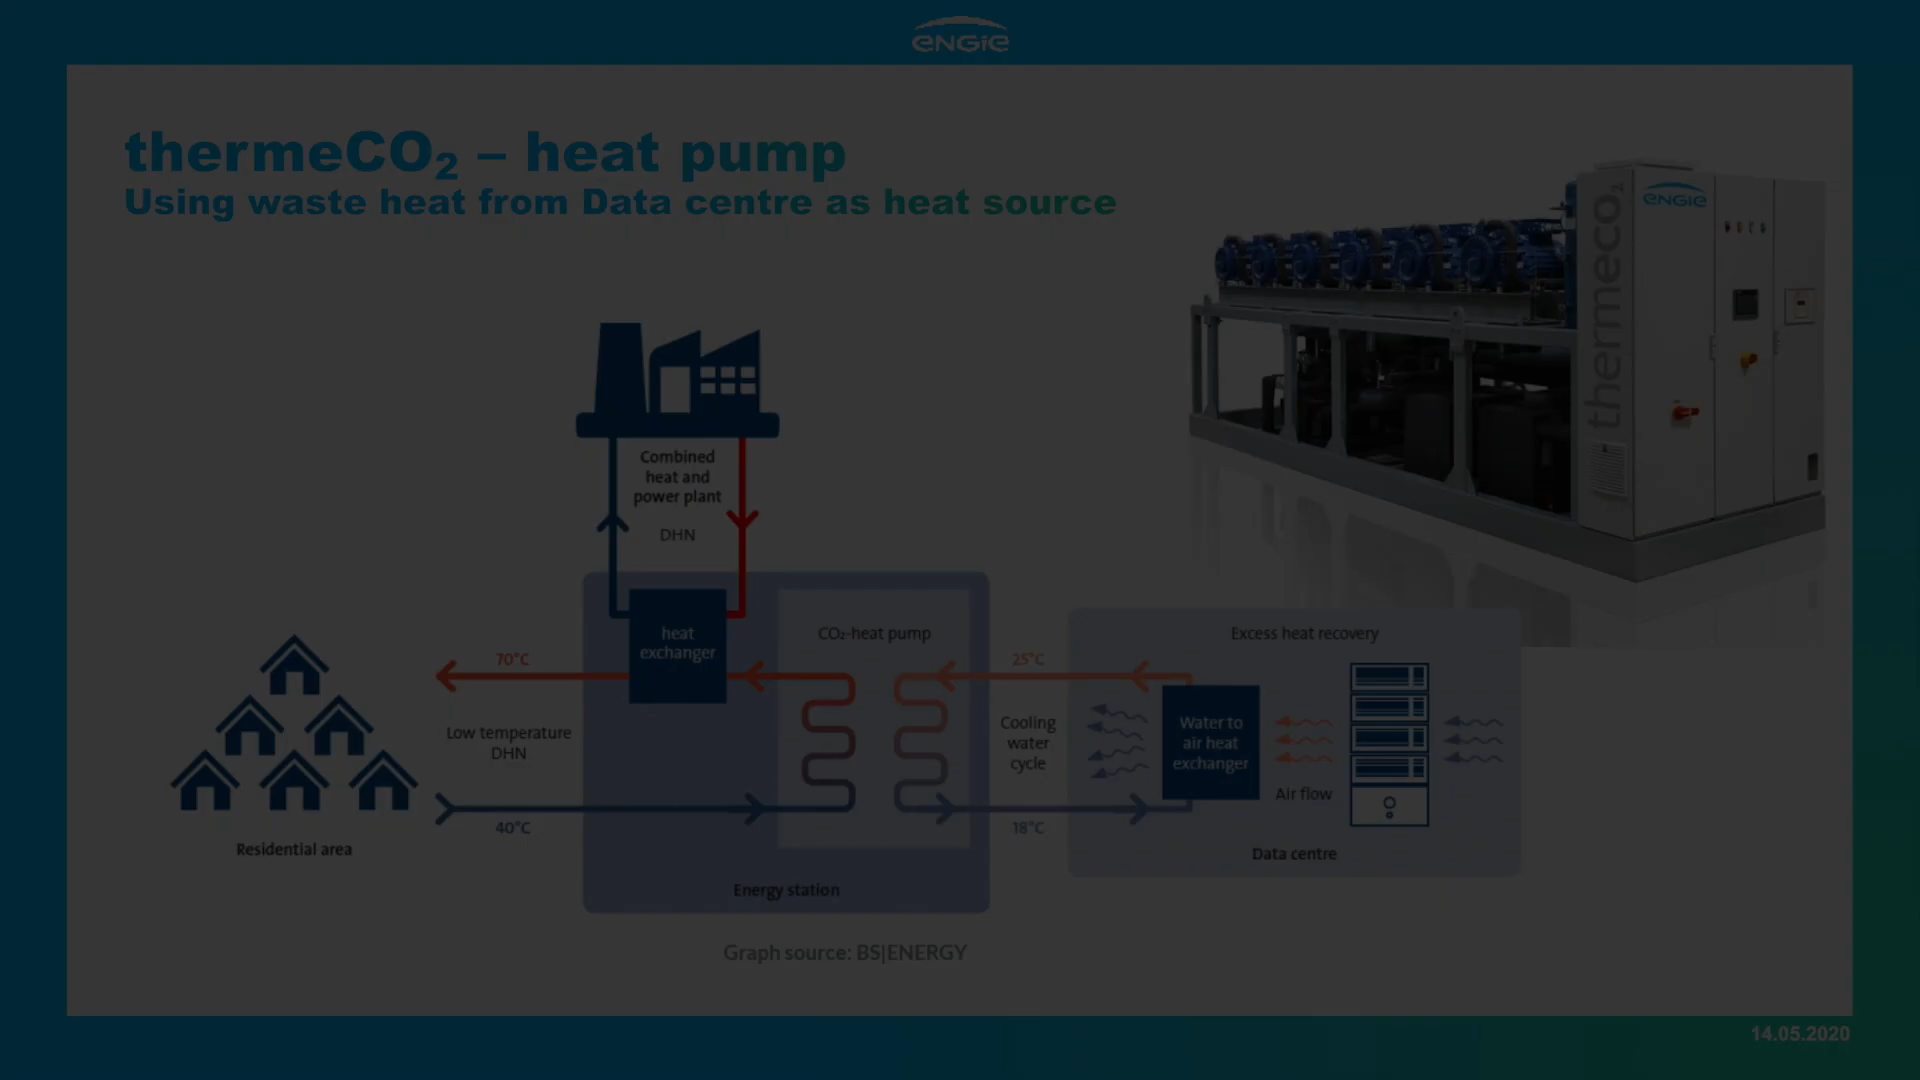 ENGIE
thermeCO₂ – heat pump
Using waste heat from Data centre as heat source
thermeco₂
ENGIE
Combined
heat and
power plant
DHN
heat
exchanger
CO₂-heat pump
Excess heat recovery
70°C
25°C
Low temperature
DHN
Cooling
water
cycle
Water to
air heat
exchanger
Air flow
40°C
18°C
Residential area
Data centre
Energy station
Graph source: BS|ENERGY
14.05.2020